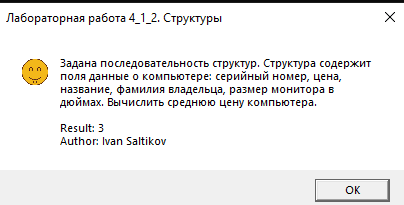 Лабораторная работа 4_1_2. Структуры
Задана последовательность структур. Структура содержит
поля данные о компьютере: серийный номер, цена,
название, фамилия владельца, размер монитора в
дюймах. Вычислить среднюю цену компьютера.
Result: 3
Author: Ivan Saltikov
OK